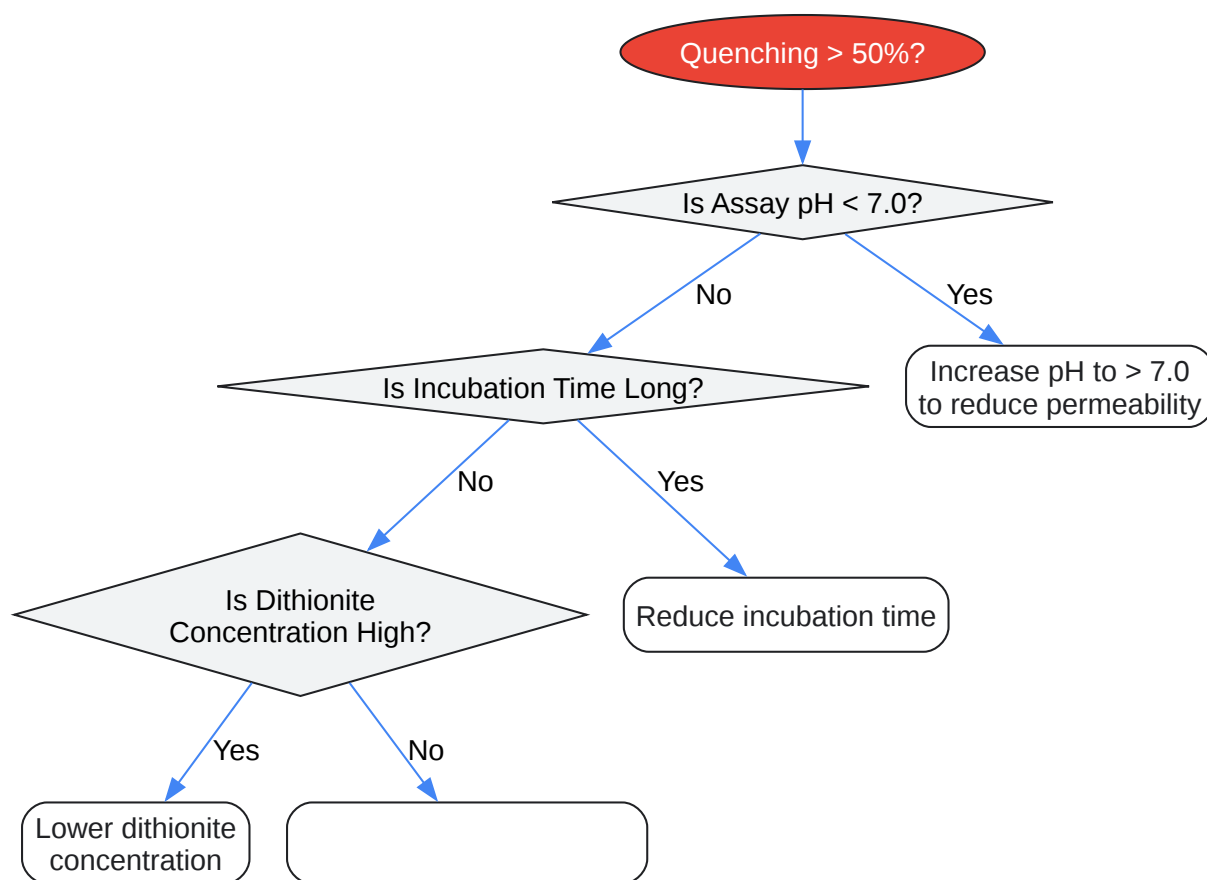 Quenching > 50%?
Is Assay pH < 7.0?
No
Yes
Increase pH to > 7.0
to reduce permeability
Is Incubation Time Long?
No
Yes
Is Dithionite
Concentration High?
Reduce incubation time
Yes
No
Lower dithionite
concentration